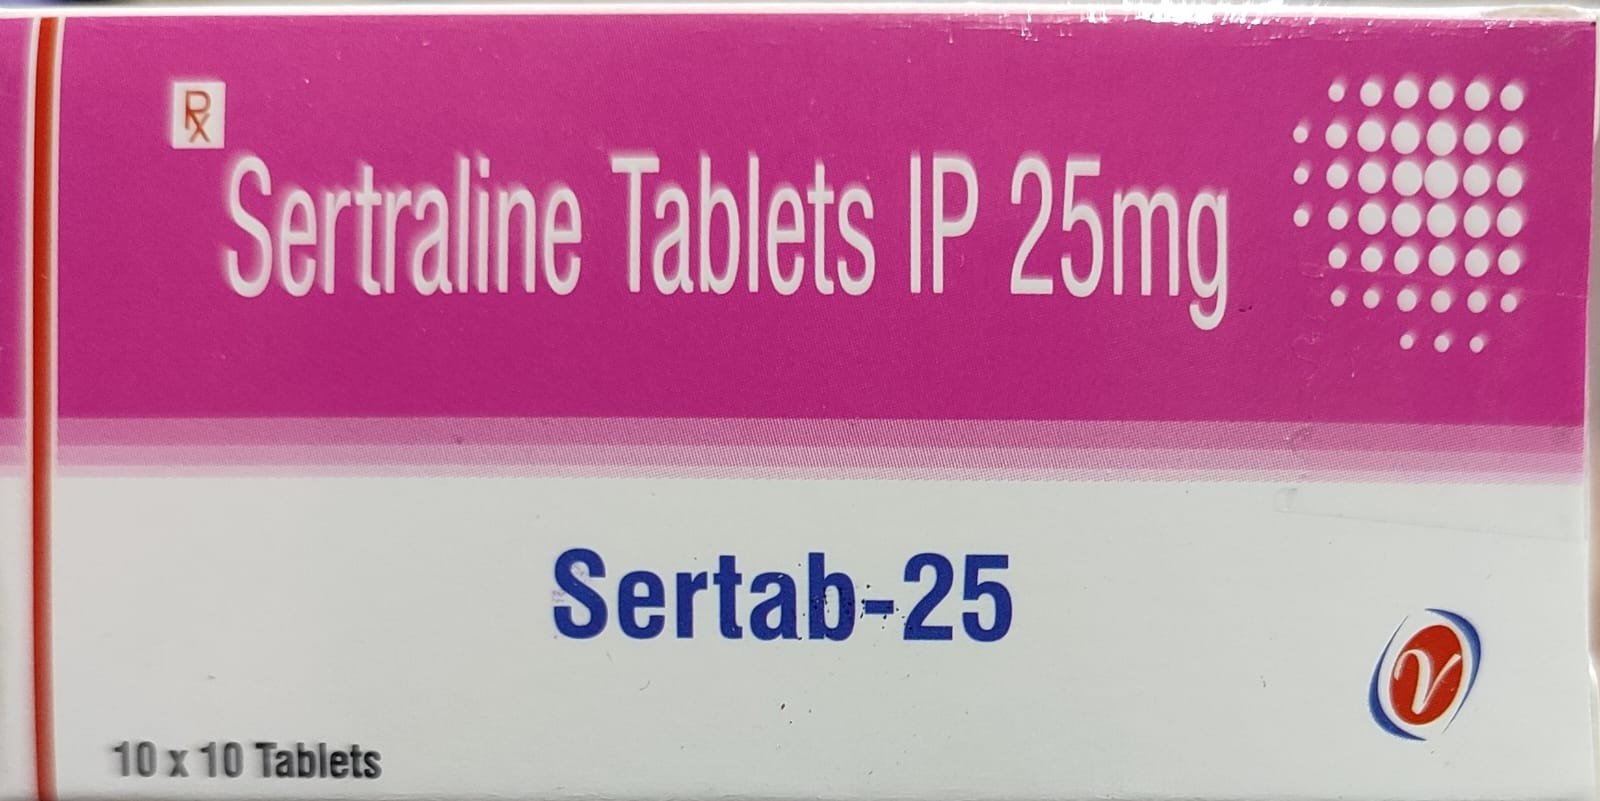 Rx
Sertraline Tablets IP 25mg
Sertab-25
V
10 x 10 Tablets